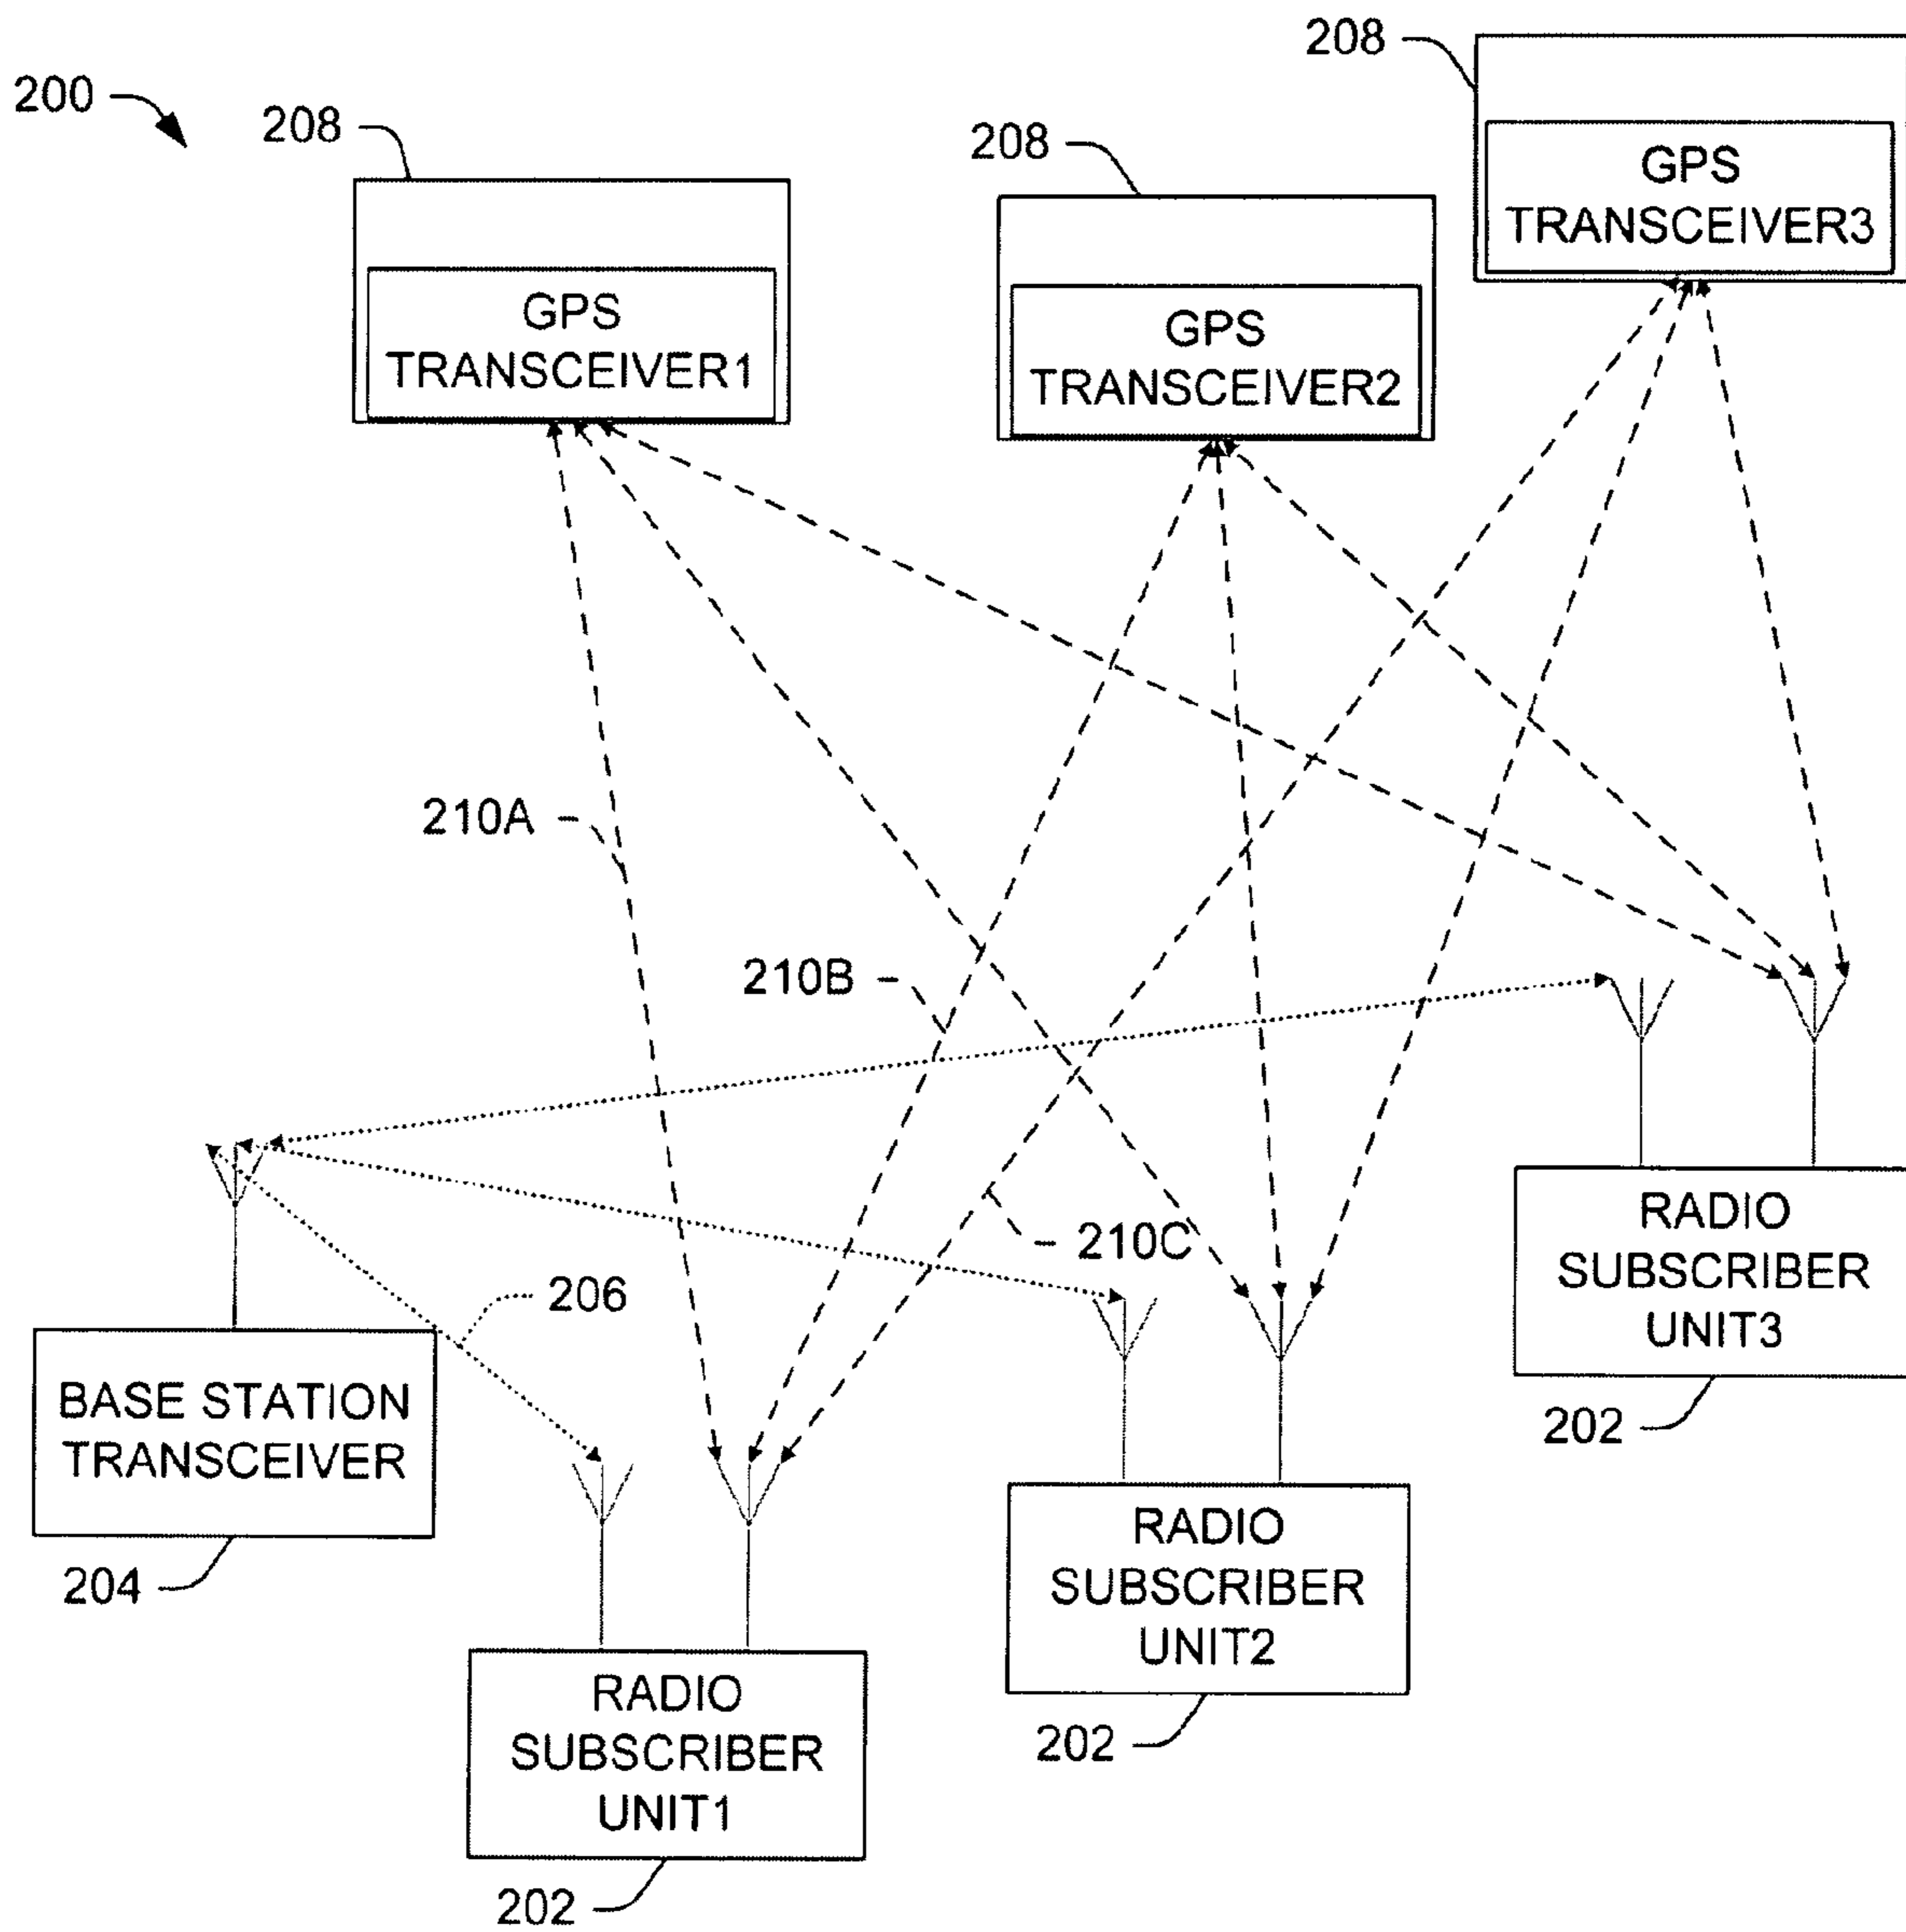 208
200
208
208
GPS
TRANSCEIVER3
GPS
TRANSCEIVER1
GPS
TRANSCEIVER2
210A
210B
210C
206
RADIO
SUBSCRIBER
UNIT3
202
BASE STATION
TRANSCEIVER
204
RADIO
SUBSCRIBER
UNIT2
202
RADIO
SUBSCRIBER
UNIT1
202